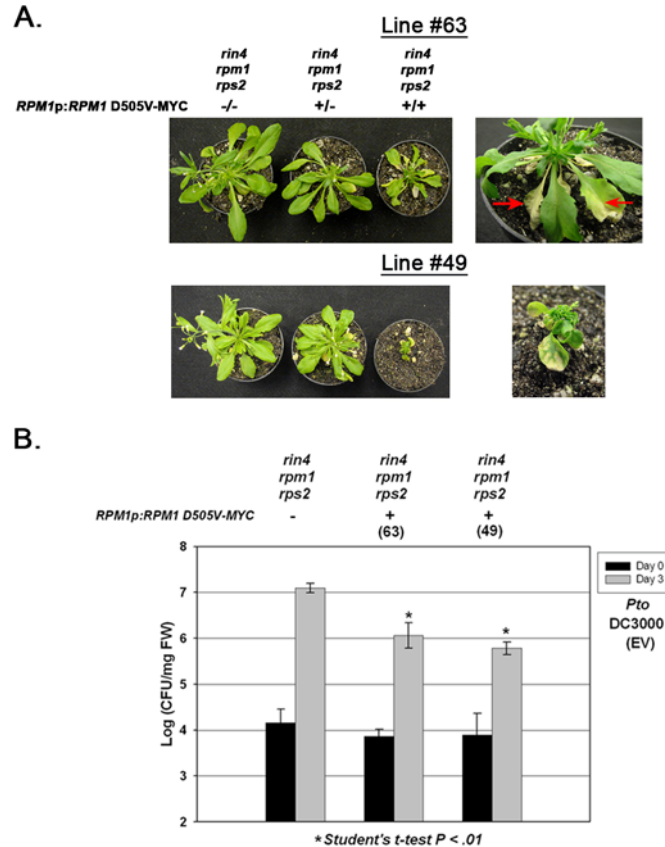 A.
Line #63
rin4 rin4 rin4
rpm1 rpm1 rpm1
rps2 rps2 rps2
RPM1p:RPM1 D505V-MYC -/- +/- +/+
Line #49
B.
rin4 rin4 rin4
rpm1 rpm1 rpm1
rps2 rps2 rps2
RPM1p:RPM1 D505V-MYC - + +
(63) (49)
8
7
6
5
4
3
2
Log (CFU/mg FW)
* *
Day 0
Day 3
Pto
DC3000
(EV)
* Student's t-test P < .01